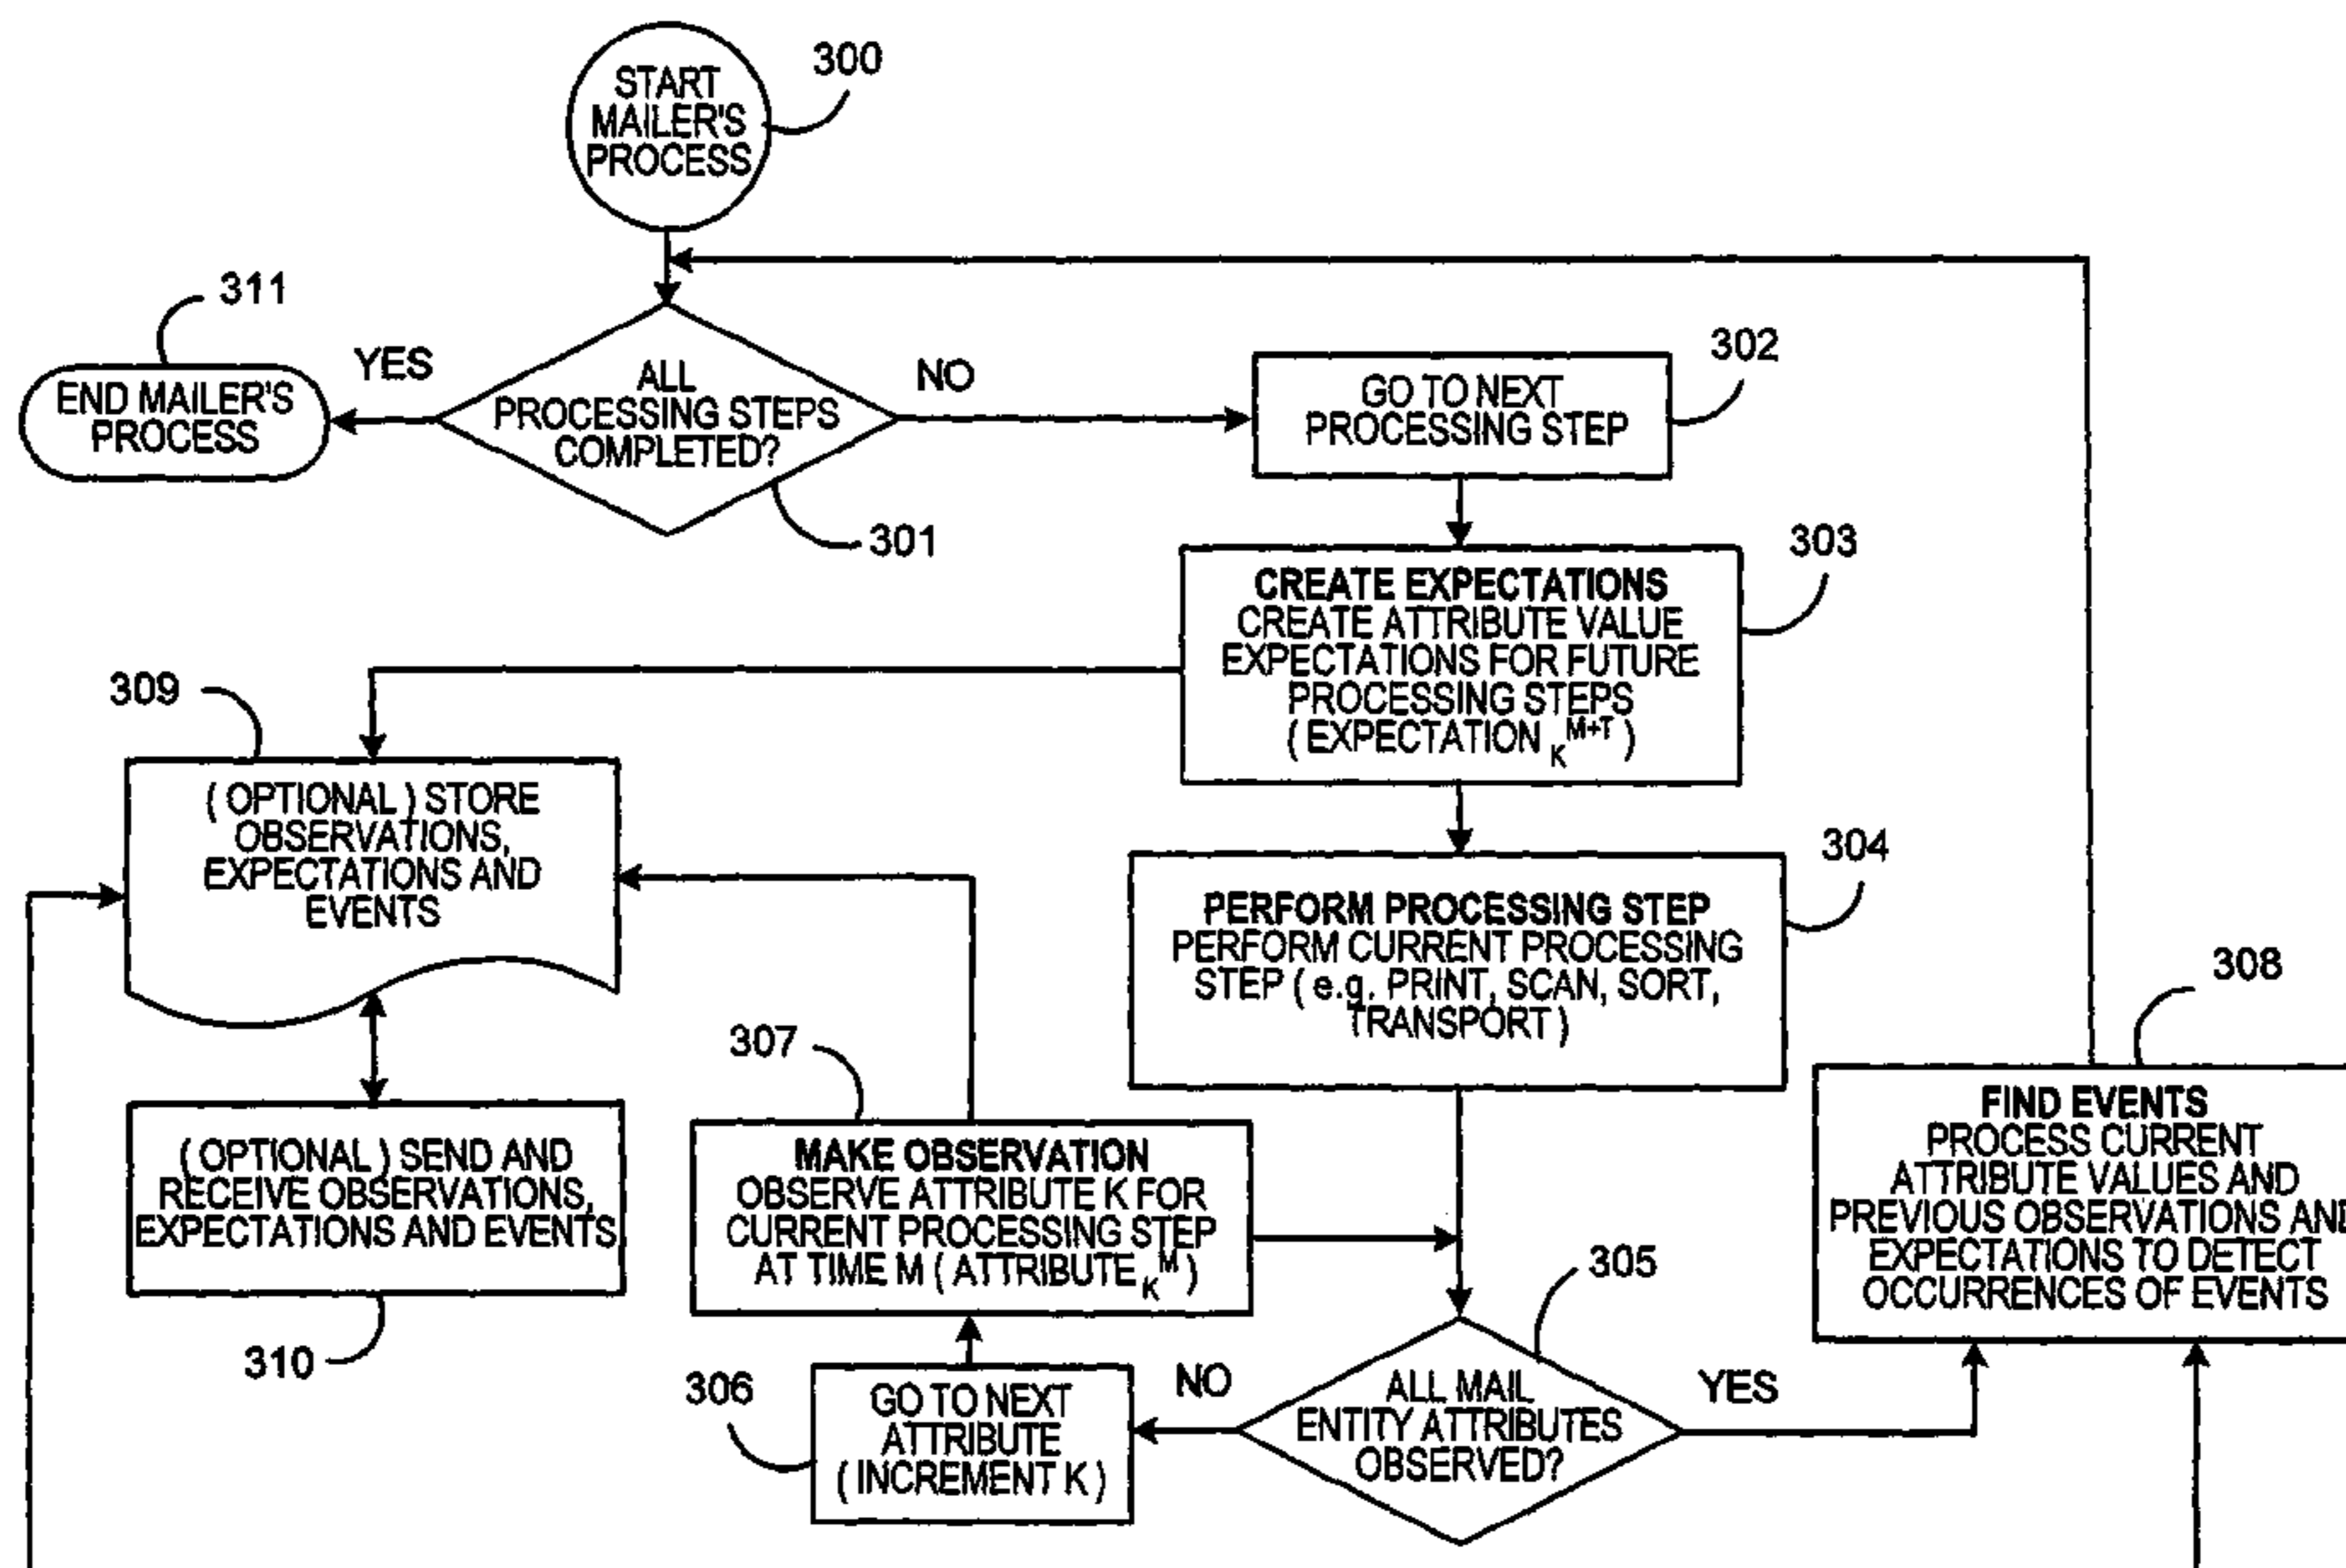 300
START
MAILER'S
PROCESS
311
END MAILER'S
PROCESS
YES
ALL
PROCESSING STEPS
COMPLETED?
NO
301
302
GO TO NEXT
PROCESSING STEP
303
CREATE EXPECTATIONS
CREATE ATTRIBUTE VALUE
EXPECTATIONS FOR FUTURE
PROCESSING STEPS
( EXPECTATION K M+T )
309
( OPTIONAL ) STORE
OBSERVATIONS,
EXPECTATIONS AND
EVENTS
304
PERFORM PROCESSING STEP
PERFORM CURRENT PROCESSING
STEP ( e.g. PRINT, SCAN, SORT,
TRANSPORT )
308
FIND EVENTS
PROCESS CURRENT
ATTRIBUTE VALUES AND
PREVIOUS OBSERVATIONS AND
EXPECTATIONS TO DETECT
OCCURRENCES OF EVENTS
307
MAKE OBSERVATION
OBSERVE ATTRIBUTE K FOR
CURRENT PROCESSING STEP
AT TIME M ( ATTRIBUTE K M )
( OPTIONAL ) SEND AND
RECEIVE OBSERVATIONS,
EXPECTATIONS AND EVENTS
310
305
306
GO TO NEXT
ATTRIBUTE
( INCREMENT K )
NO
ALL MAIL
ENTITY ATTRIBUTES
OBSERVED?
YES